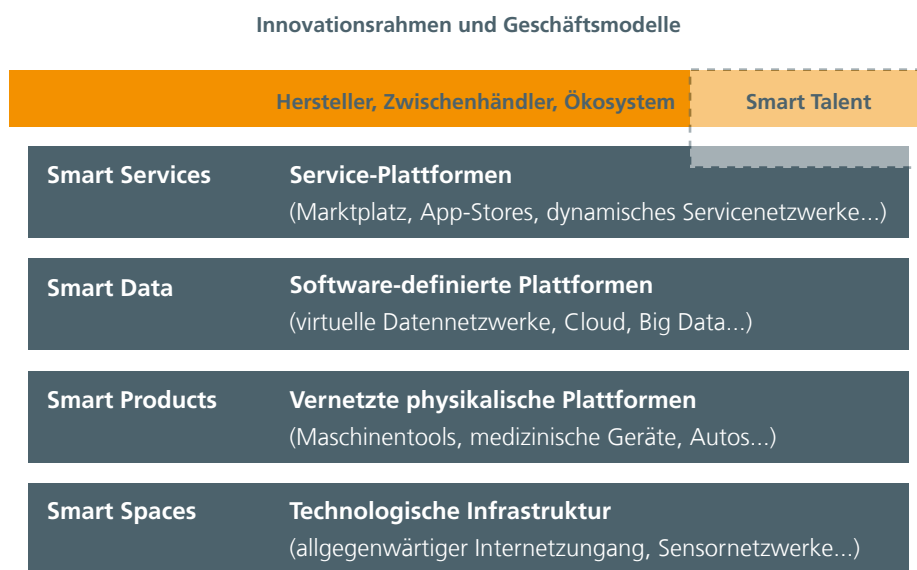 Innovationsrahmen und Geschäftsmodelle
Hersteller, Zwischenhändler, Ökosystem Smart Talent
Smart Services Service-Plattformen
(Marktplatz, App-Stores, dynamisches Servicenetzwerke...)
Smart Data Software-definierte Plattformen
(virtuelle Datennetzwerke, Cloud, Big Data...)
Smart Products Vernetzte physikalische Plattformen
(Maschinentools, medizinische Geräte, Autos...)
Smart Spaces Technologische Infrastruktur
(allgegenwärtiger Internetzungang, Sensornetzwerke...)